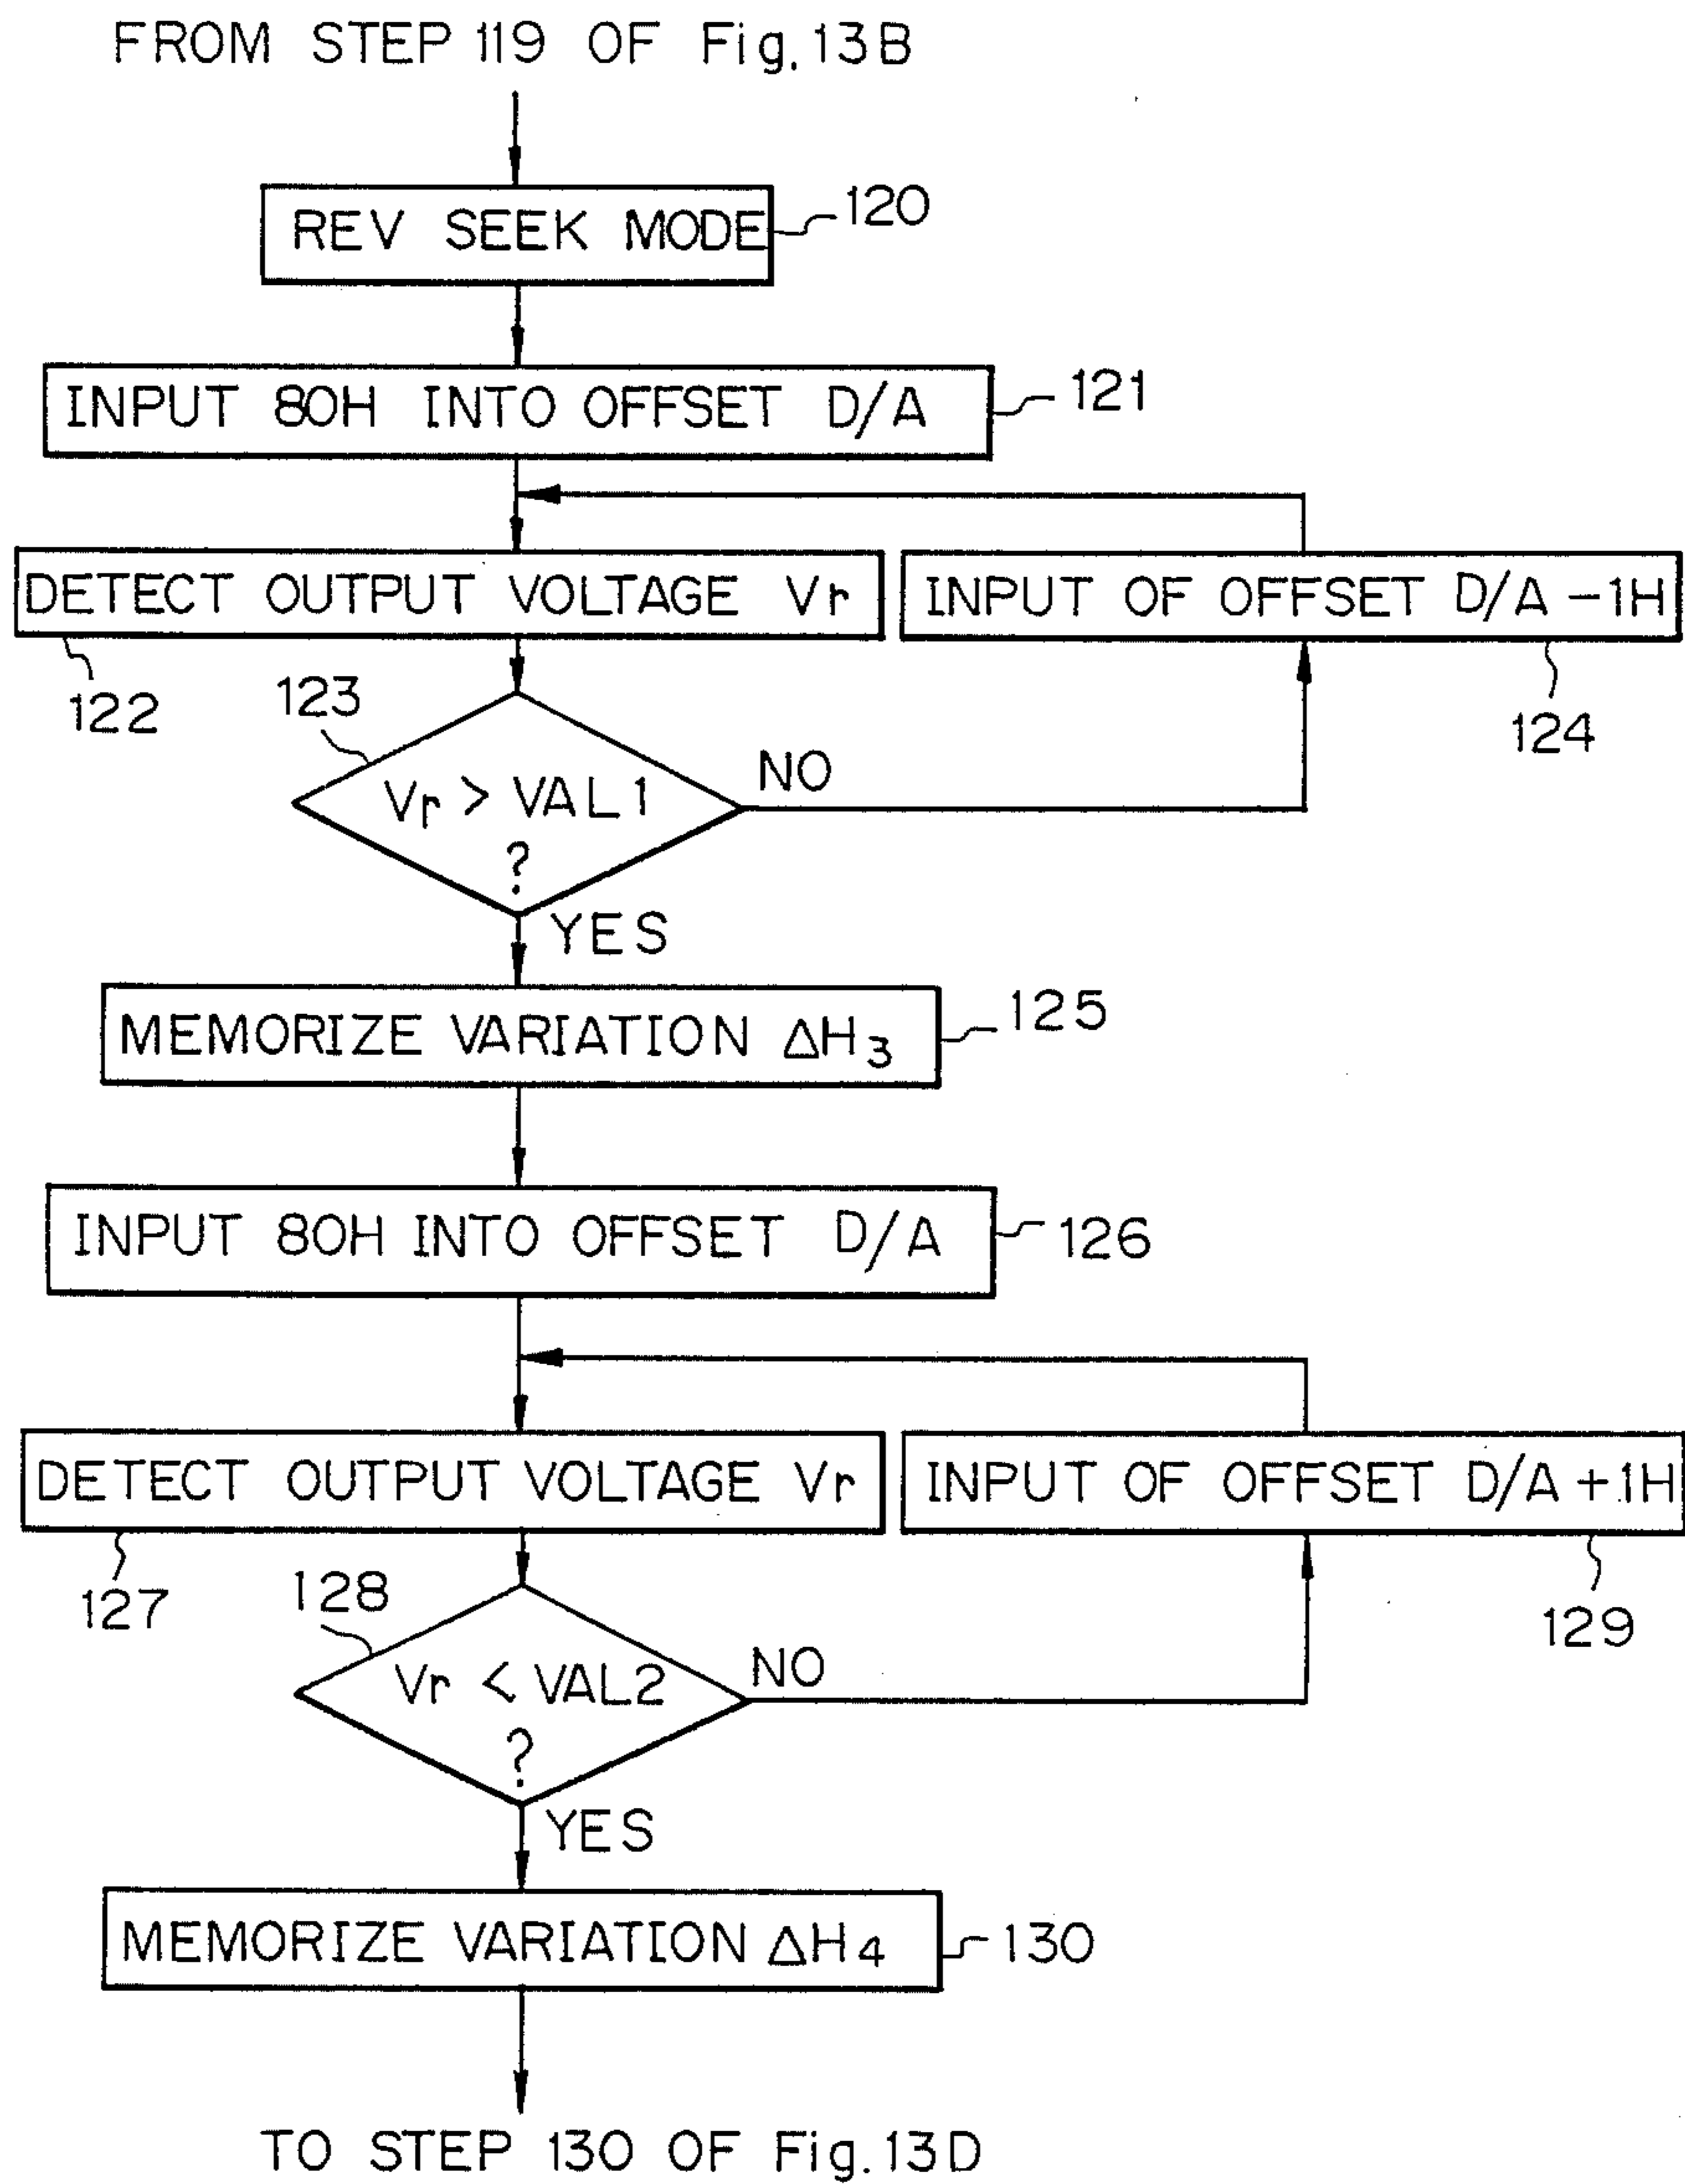 FROM STEP 119 OF Fig. 13B
REV SEEK MODE
120
INPUT 80H INTO OFFSET D/A
121
DETECT OUTPUT VOLTAGE Vr
122
INPUT OF OFFSET D/A -1H
124
123
Vr > VAL1
?
NO
YES
MEMORIZE VARIATION ΔH3
125
INPUT 80H INTO OFFSET D/A
126
DETECT OUTPUT VOLTAGE Vr
127
INPUT OF OFFSET D/A +1H
129
128
Vr < VAL2
?
NO
YES
MEMORIZE VARIATION ΔH4
130
TO STEP 130 OF Fig. 13D